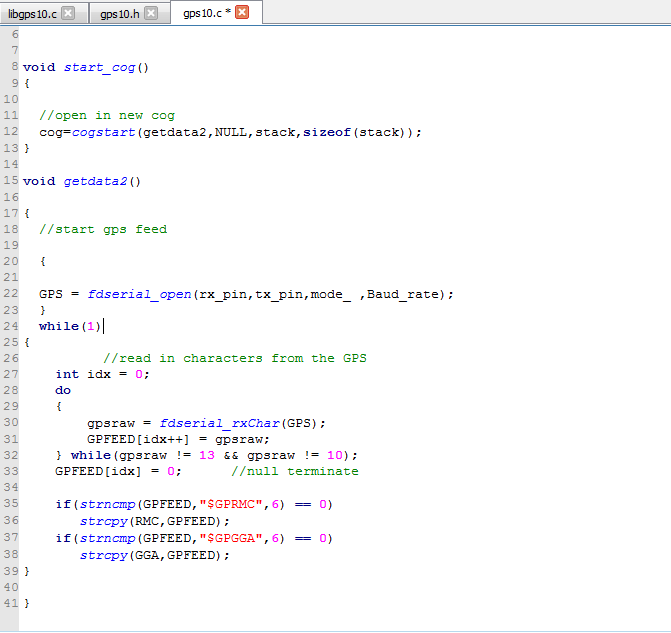 libgps10.c gps10.h gps10.c *
6
7
8 void start_cog()
9 {
10
11 //open in new cog
12 cog=cogstart(getdata2,NULL,stack,sizeof(stack));
13 }
14
15 void getdata2()
16
17 {
18 //start gps feed
19
20 {
21
22 GPS = fdserial_open(rx_pin,tx_pin,mode_ ,Baud_rate);
23 }
24 while(1)
25 {
26 //read in characters from the GPS
27 int idx = 0;
28 do
29 {
30 gpsraw = fdserial_rxChar(GPS);
31 GPFEED[idx++] = gpsraw;
32 } while(gpsraw != 13 && gpsraw != 10);
33 GPFEED[idx] = 0; //null terminate
34
35 if(strncmp(GPFEED,"$GPRMC",6) == 0)
36 strcpy(RMC,GPFEED);
37 if(strncmp(GPFEED,"$GPGGA",6) == 0)
38 strcpy(GGA,GPFEED);
39 }
40
41 }